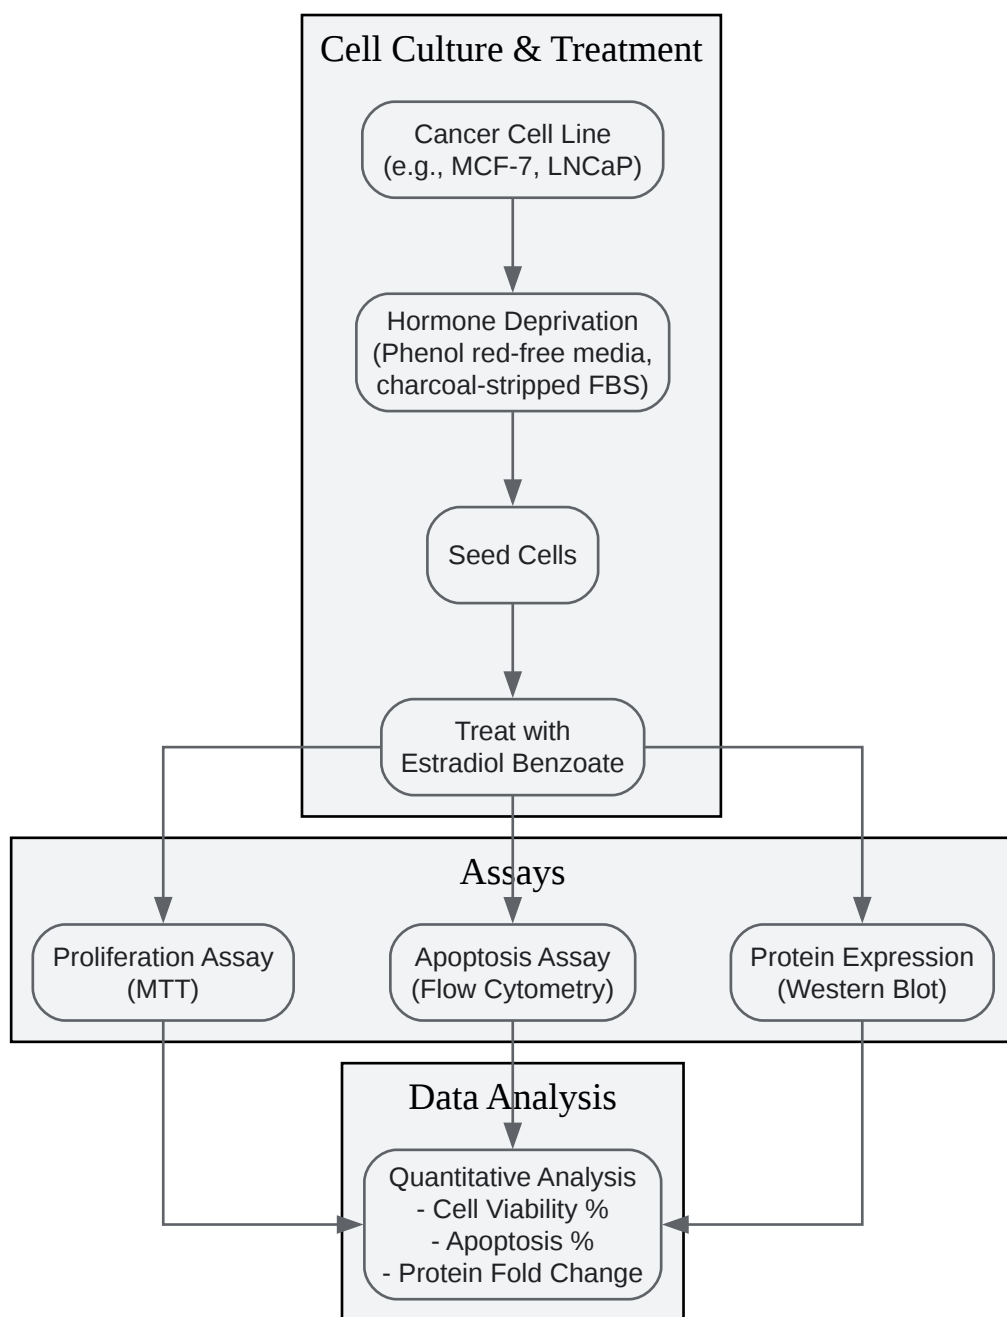 Cell Culture & Treatment
Cancer Cell Line
(e.g., MCF-7, LNCaP)
Hormone Deprivation
(Phenol red-free media,
charcoal-stripped FBS)
Seed Cells
Treat with
Estradiol Benzoate
Assays
Proliferation Assay
(MTT)
Apoptosis Assay
(Flow Cytometry)
Protein Expression
(Western Blot)
Data Analysis
Quantitative Analysis
- Cell Viability %
- Apoptosis %
- Protein Fold Change